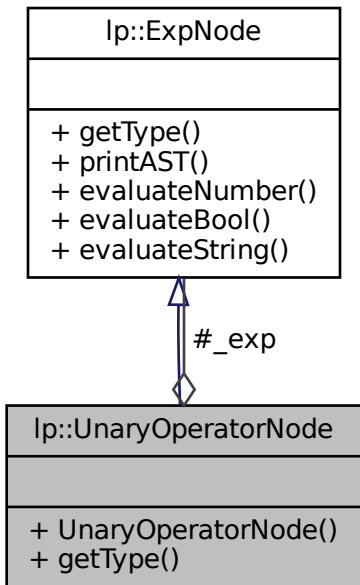 lp::ExpNode
+ getType()
+ printAST()
+ evaluateNumber()
+ evaluateBool()
+ evaluateString()
#_exp
lp::UnaryOperatorNode
+ UnaryOperatorNode()
+ getType()